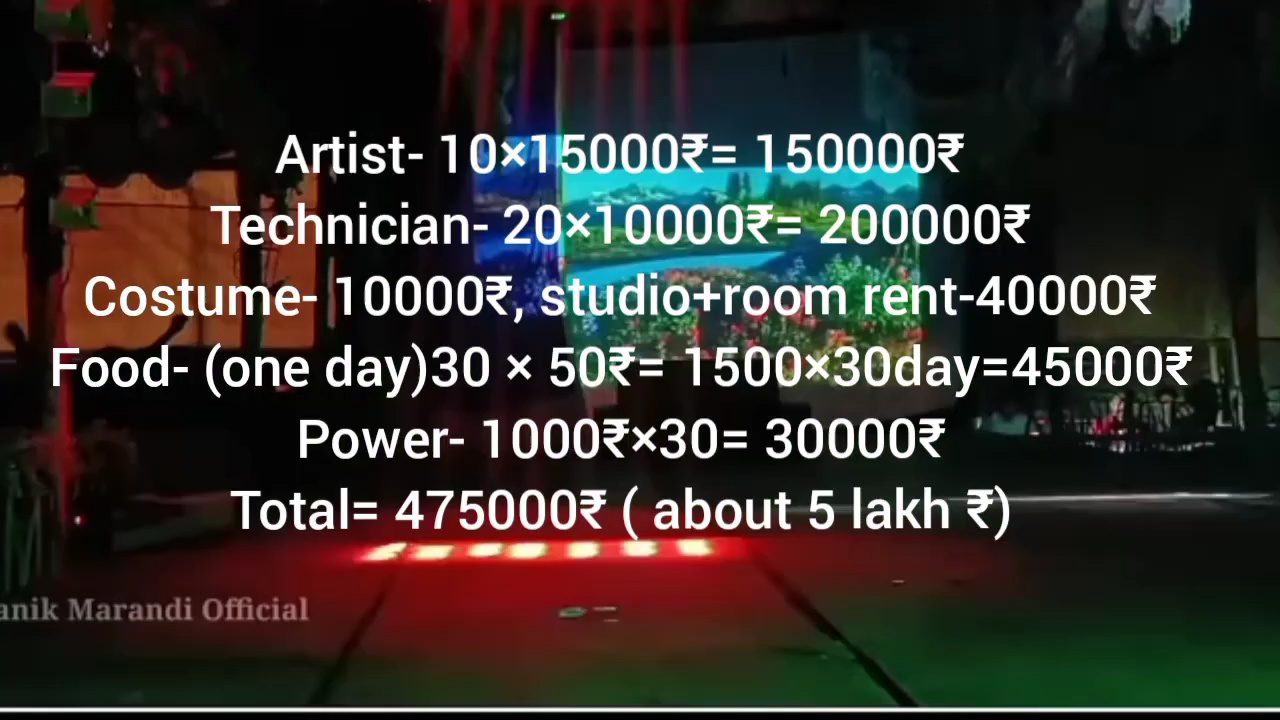 Artist- 10×15000₹= 150000₹
Technician- 20×10000₹= 200000₹
Costume- 10000₹, studio+room rent-40000₹
Food- (one day)30 × 50₹= 1500×30day=45000₹
Power- 1000₹×30= 30000₹
Total= 475000₹ ( about 5 lakh ₹)
anik Marandi Official